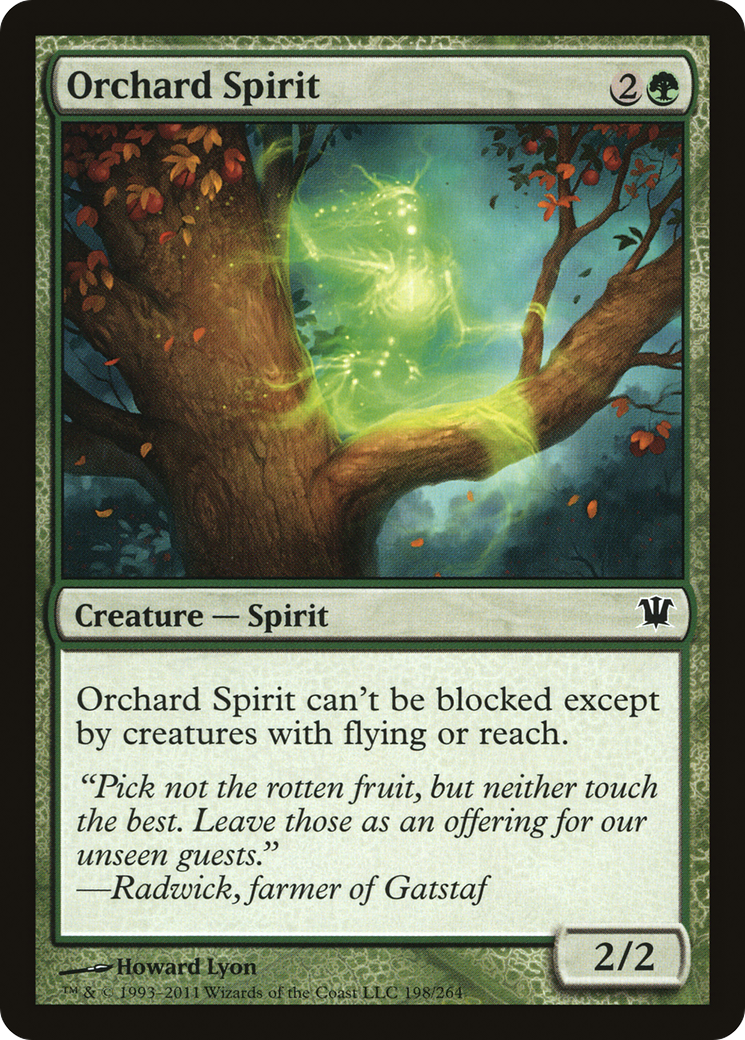 Orchard Spirit 2
Creature — Spirit
Orchard Spirit can't be blocked except
by creatures with flying or reach.
“Pick not the rotten fruit, but neither touch
the best. Leave those as an offering for our
unseen guests.”
—Radwick, farmer of Gatstaf
2/2
Howard Lyon
™ & © 1993–2011 Wizards of the Coast LLC 198/264